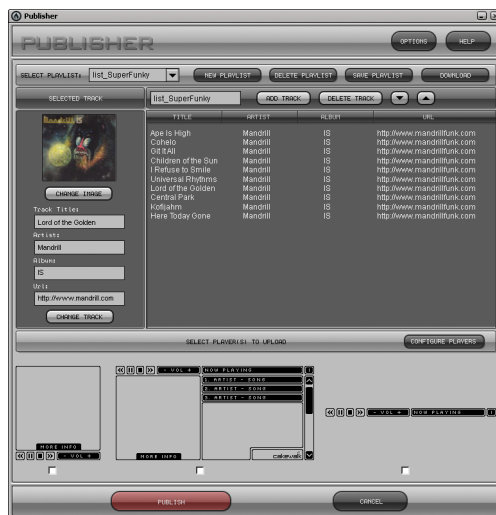 Publisher
PUBLISHER
OPTIONS
HELP
SELECT PLAYLIST: list_SuperFunky
NEW PLAYLIST
DELETE PLAYLIST
SAVE PLAYLIST
DOWNLOAD
SELECTED TRACK
list_SuperFunky
ADD TRACK
DELETE TRACK
TITLE ARTIST ALBUM URL
Ape Is High Mandrill IS http://www.mandrillfunk.com
Cohelo Mandrill IS http://www.mandrillfunk.com
Git It All Mandrill IS http://www.mandrillfunk.com
Children of the Sun Mandrill IS http://www.mandrillfunk.com
I Refuse to Smile Mandrill IS http://www.mandrillfunk.com
Universal Rhythms Mandrill IS http://www.mandrillfunk.com
Lord of the Golden Mandrill IS http://www.mandrillfunk.com
Central Park Mandrill IS http://www.mandrillfunk.com
Kofijahm Mandrill IS http://www.mandrillfunk.com
Here Today Gone Mandrill IS http://www.mandrillfunk.com
Mandrill IS
CHANGE IMAGE
Track Title:
Lord of the Golden
Artist:
Mandrill
Album:
IS
Url:
http://www.mandrill.com
CHANGE TRACK
SELECT PLAYER(S) TO UPLOAD
CONFIGURE PLAYERS
MORE INFO
- VOL +
- VOL +
NOW PLAYING
1. ARTIST - SONG
2. ARTIST - SONG
3. ARTIST - SONG
MORE INFO
cakewalk
- VOL +
NOW PLAYING
PUBLISH
CANCEL